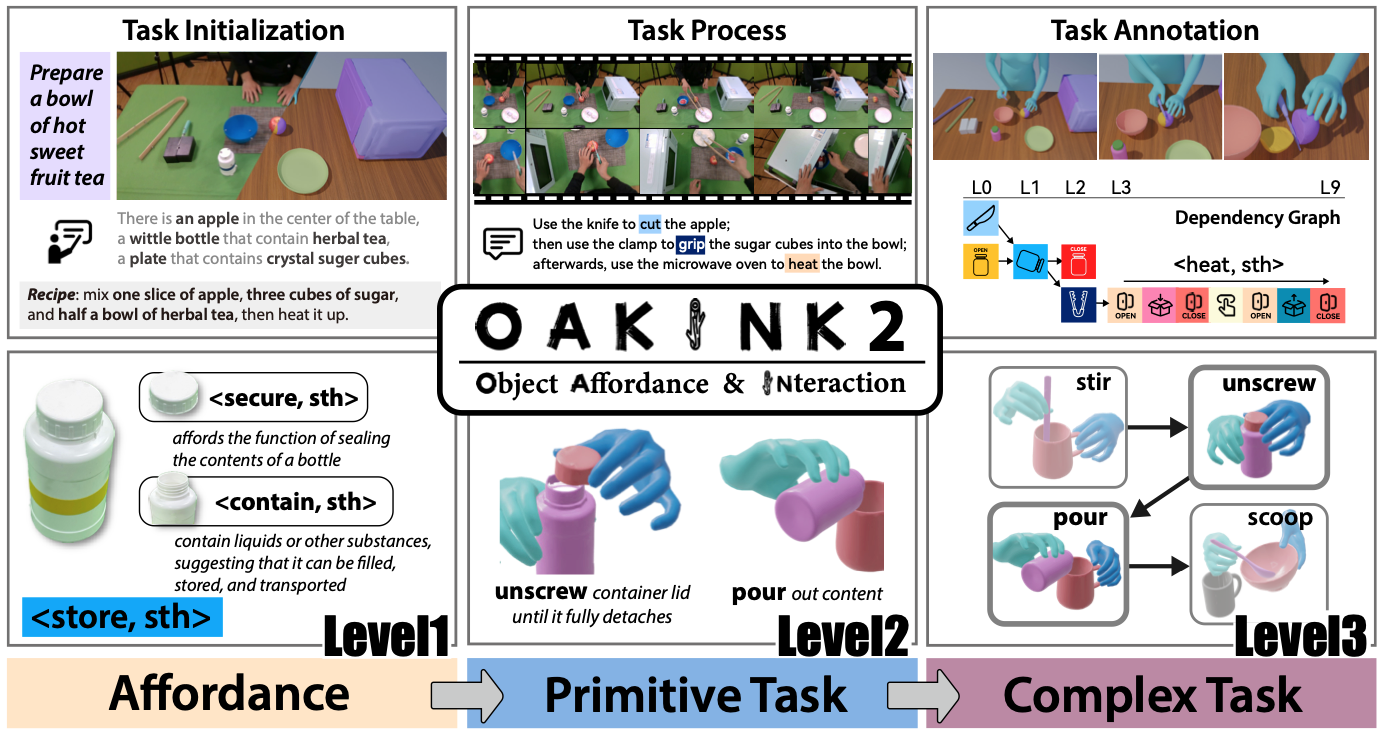 Task Initialization
Prepare
a bowl
of hot
sweet
fruit tea
There is an apple in the center of the table,
a wittle bottle that contain herbal tea,
a plate that contains crystal suger cubes.
Recipe: mix one slice of apple, three cubes of sugar,
and half a bowl of herbal tea, then heat it up.
Task Process
Use the knife to cut the apple;
then use the clamp to grip the sugar cubes into the bowl;
afterwards, use the microwave oven to heat the bowl.
Task Annotation
L0 L1 L2 L3 L9
Dependency Graph
OPEN CLOSE
<heat, sth>
OPEN CLOSE OPEN CLOSE
OAKINK2
Object Affordance & INteraction
<secure, sth>
affords the function of sealing
the contents of a bottle
<contain, sth>
contain liquids or other substances,
suggesting that it can be filled,
stored, and transported
<store, sth>
Level1
unscrew container lid
until it fully detaches
pour out content
Level2
stir
unscrew
pour
scoop
Level3
Affordance
Primitive Task
Complex Task